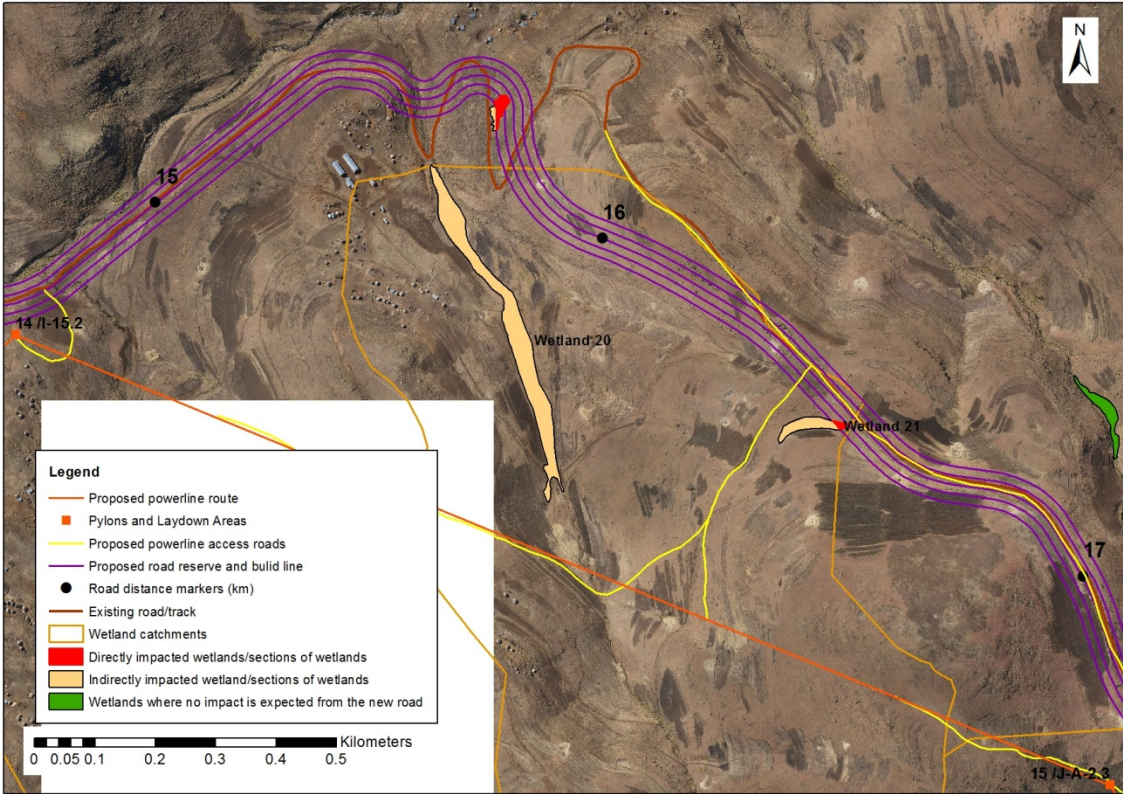 N
15
16
14 /I-15.2
Wetland 20
Wetland 21
17
Legend
Proposed powerline route
Pylons and Laydown Areas
Proposed powerline access roads
Proposed road reserve and bulid line
Road distance markers (km)
Existing road/track
Wetland catchments
Directly impacted wetlands/sections of wetlands
Indirectly impacted wetland/sections of wetlands
Wetlands where no impact is expected from the new road
Kilometers
0 0.05 0.1 0.2 0.3 0.4 0.5
15 /J-A-2.3